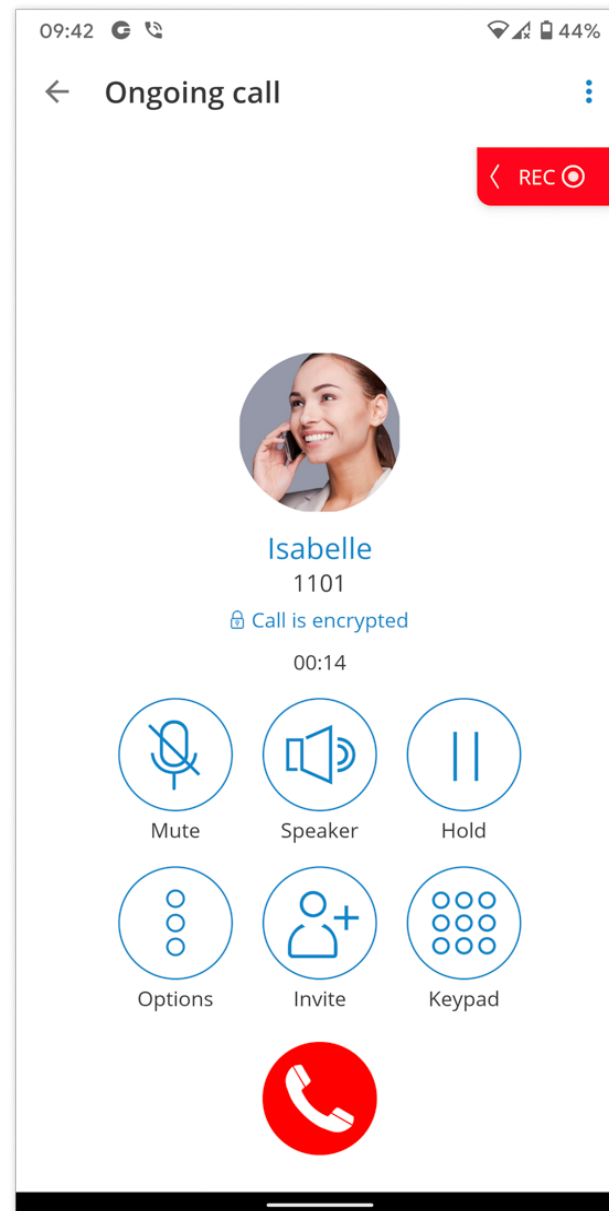 09:42 44%
Ongoing call
REC
Isabelle
1101
Call is encrypted
00:14
Mute Speaker Hold
Options Invite Keypad